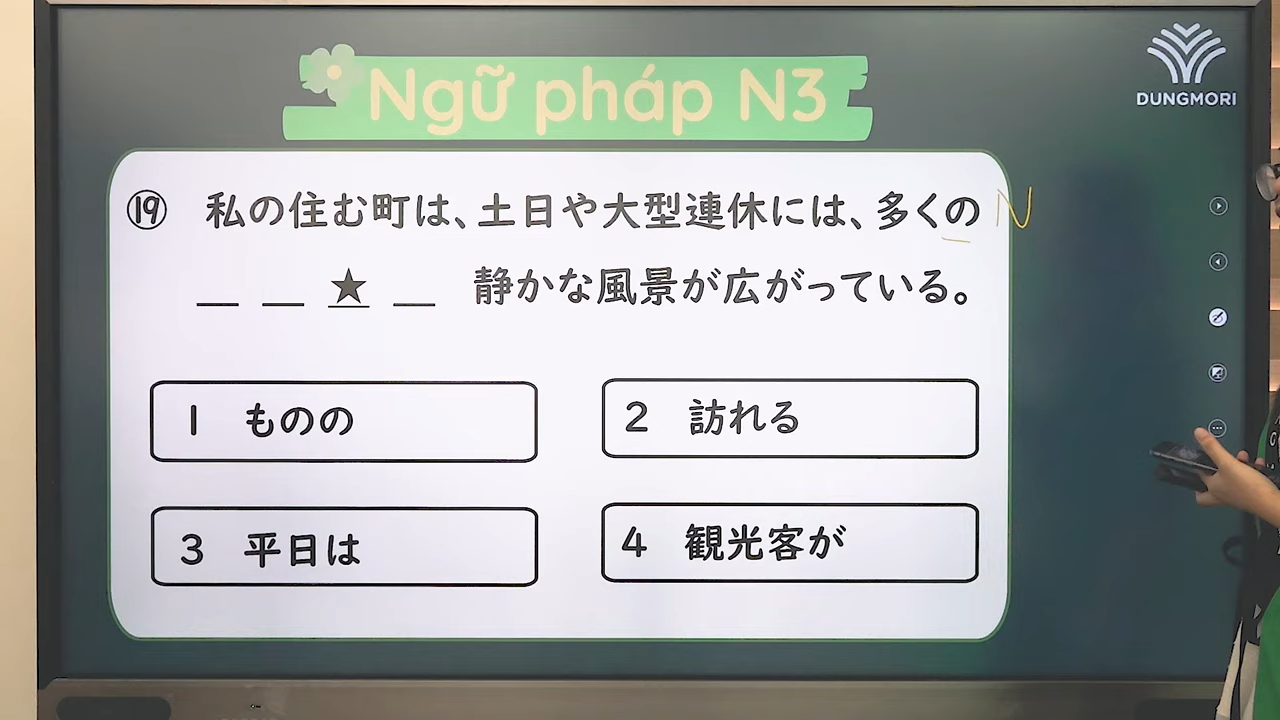 Ngữ pháp N3
DUNGMORI
⑲ 私の住む町は、土日や大型連休には、多くの N
＿ ＿ ★ ＿ 静かな風景が広がっている。
1 ものの
2 訪れる
3 平日は
4 観光客が